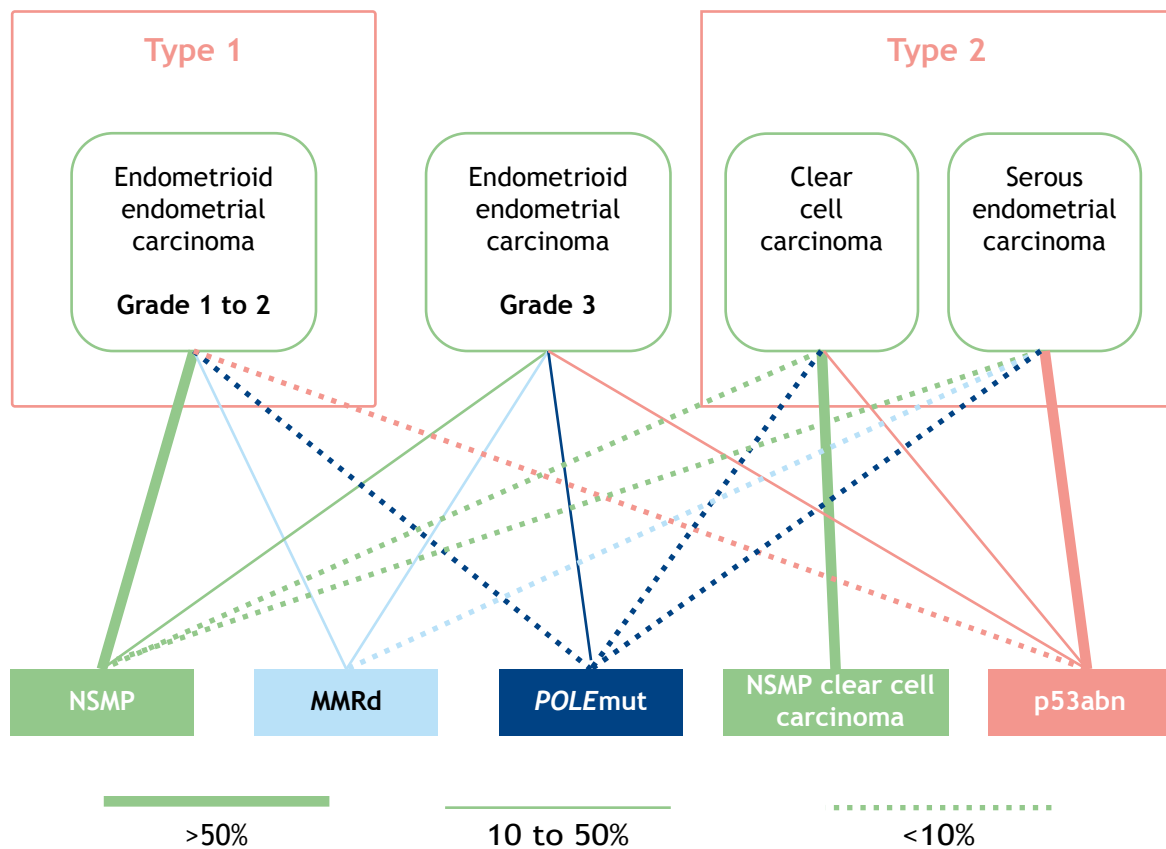 Type 1
Type 2
Endometrioid
endometrial
carcinoma
Grade 1 to 2
Endometrioid
endometrial
carcinoma
Grade 3
Clear
cell
carcinoma
Serous
endometrial
carcinoma
NSMP
MMRd
POLEmut
NSMP clear cell
carcinoma
p53abn
>50%
10 to 50%
<10%